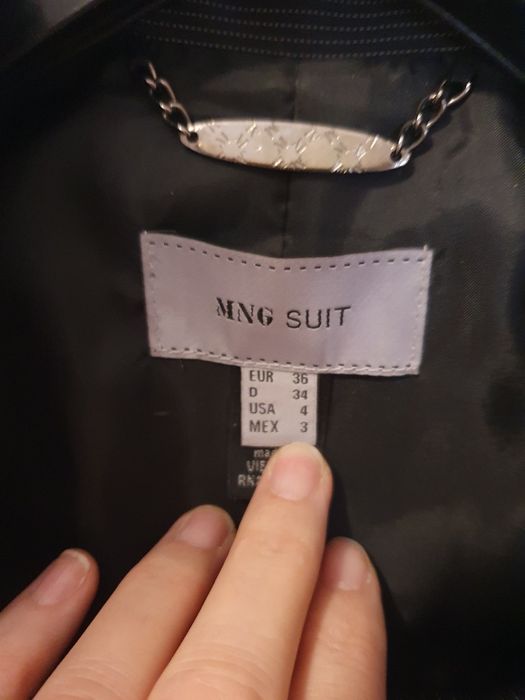 MNG SUIT
EUR 36
D 34
USA 4
MEX 3